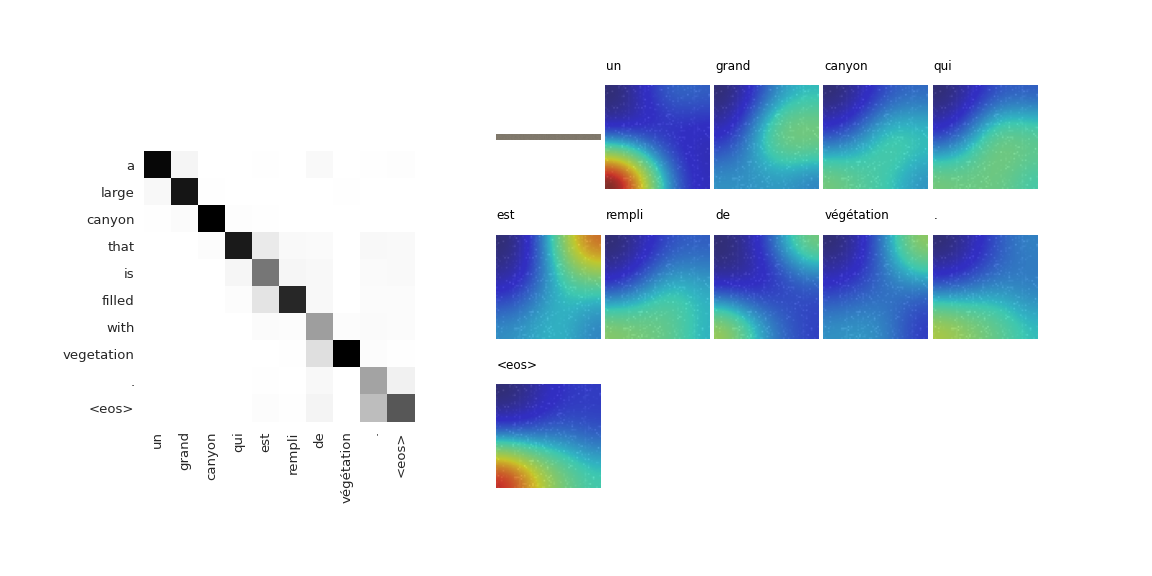 a
large
canyon
that
is
filled
with
vegetation
.
<eos>
un
grand
canyon
qui
est
rempli
de
végétation
.
<eos>
un grand canyon qui
est rempli de végétation .
<eos>